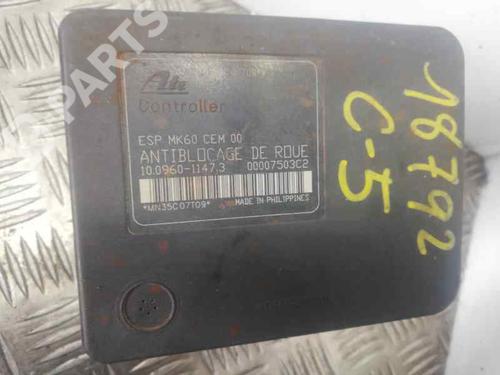 Ate
Controller
ESP MK60 CEM 00
ANTIBLOCAGE DE ROUE
10.0960-1147.3 00007503C2
*MN35C07T09*
MADE IN PHILIPPINES
18792
C-5
PARTS